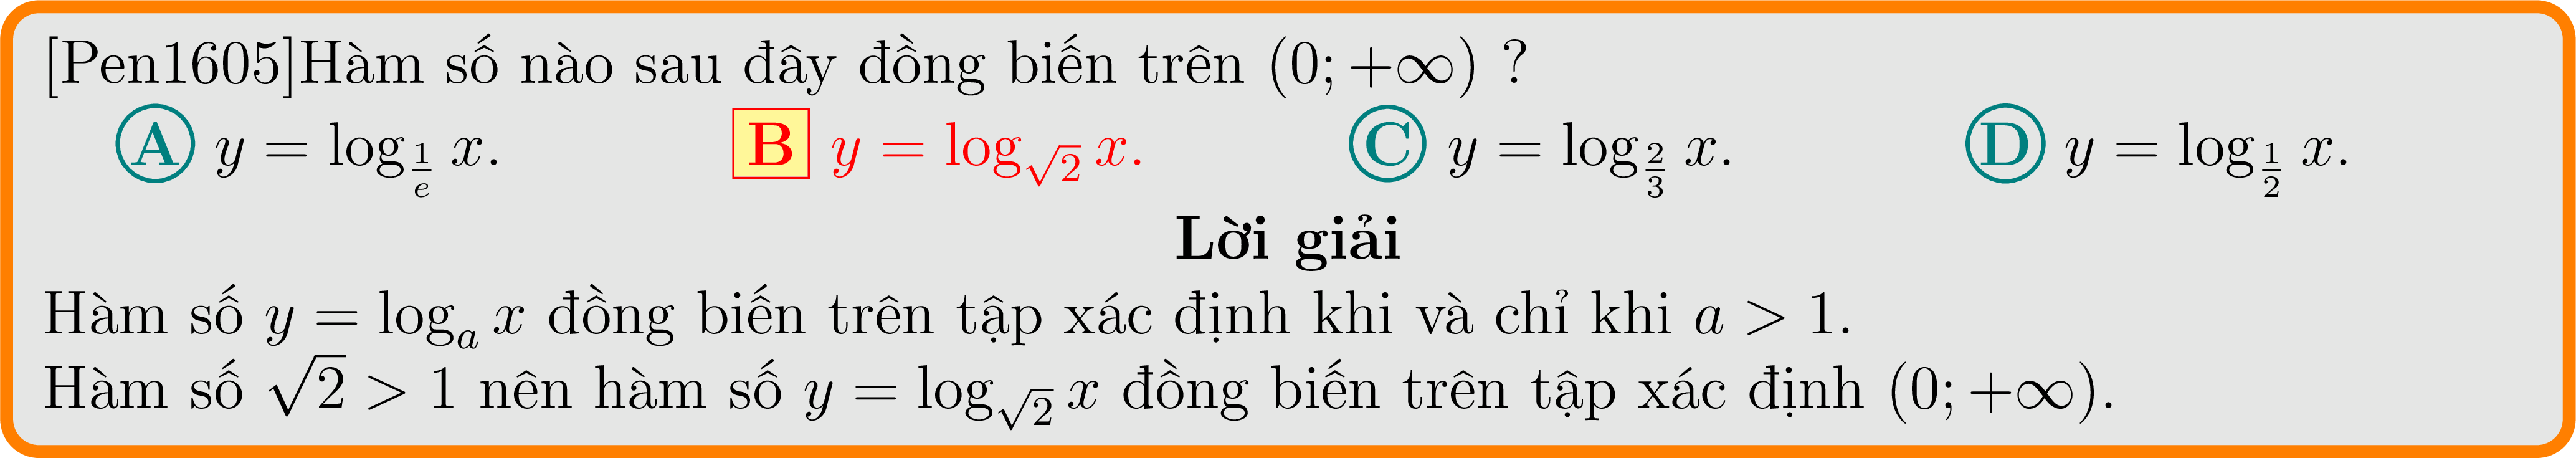 [Pen1605]Hàm số nào sau đây đồng biến trên (0; +∞) ?
A y = log_{\frac{1}{e}} x. B y = log_{\sqrt{2}} x. C y = log_{\frac{2}{3}} x. D y = log_{\frac{1}{2}} x.
Lời giải
Hàm số y = log_a x đồng biến trên tập xác định khi và chỉ khi a > 1.
Hàm số √2 > 1 nên hàm số y = log_{\sqrt{2}} x đồng biến trên tập xác định (0; +∞).